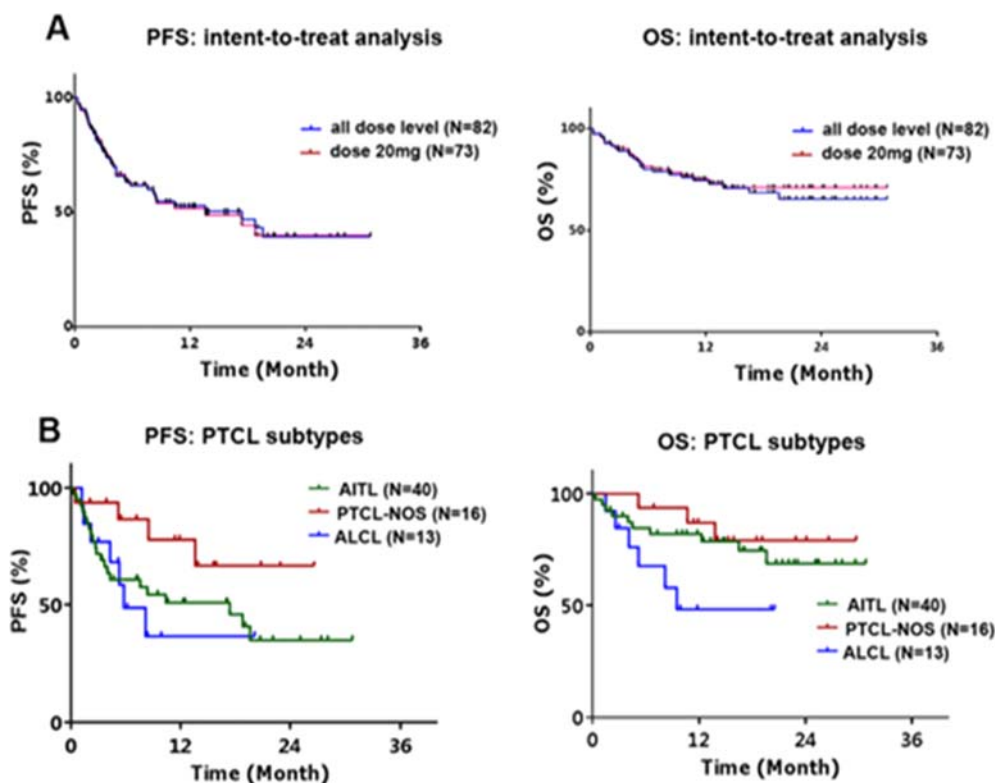 A
PFS: intent-to-treat analysis
100
50
0
PFS (%)
all dose level (N=82)
dose 20mg (N=73)
0 12 24 36
Time (Month)
OS: intent-to-treat analysis
100
50
0
OS (%)
all dose level (N=82)
dose 20mg (N=73)
0 12 24 36
Time (Month)
B
PFS: PTCL subtypes
100
50
0
PFS (%)
AITL (N=40)
PTCL-NOS (N=16)
ALCL (N=13)
0 12 24 36
Time (Month)
OS: PTCL subtypes
100
50
0
OS (%)
AITL (N=40)
PTCL-NOS (N=16)
ALCL (N=13)
0 12 24 36
Time (Month)